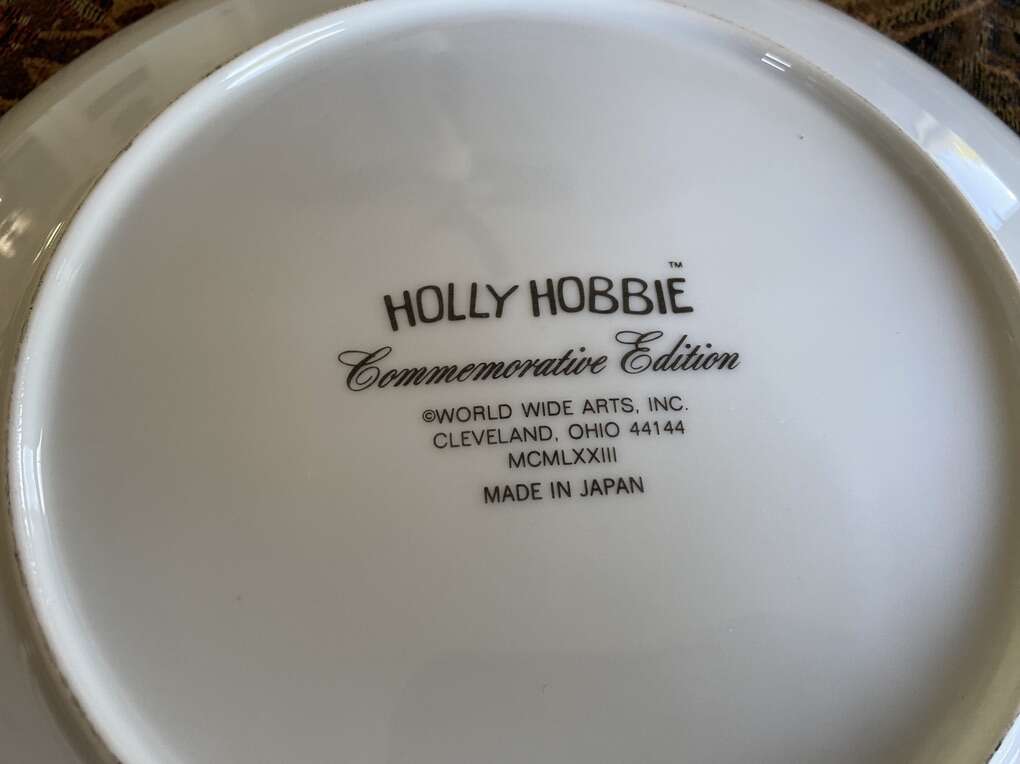 HOLLY HOBBIE™
Commemorative Edition
©WORLD WIDE ARTS, INC.
CLEVELAND, OHIO 44144
MCMLXXIII
MADE IN JAPAN